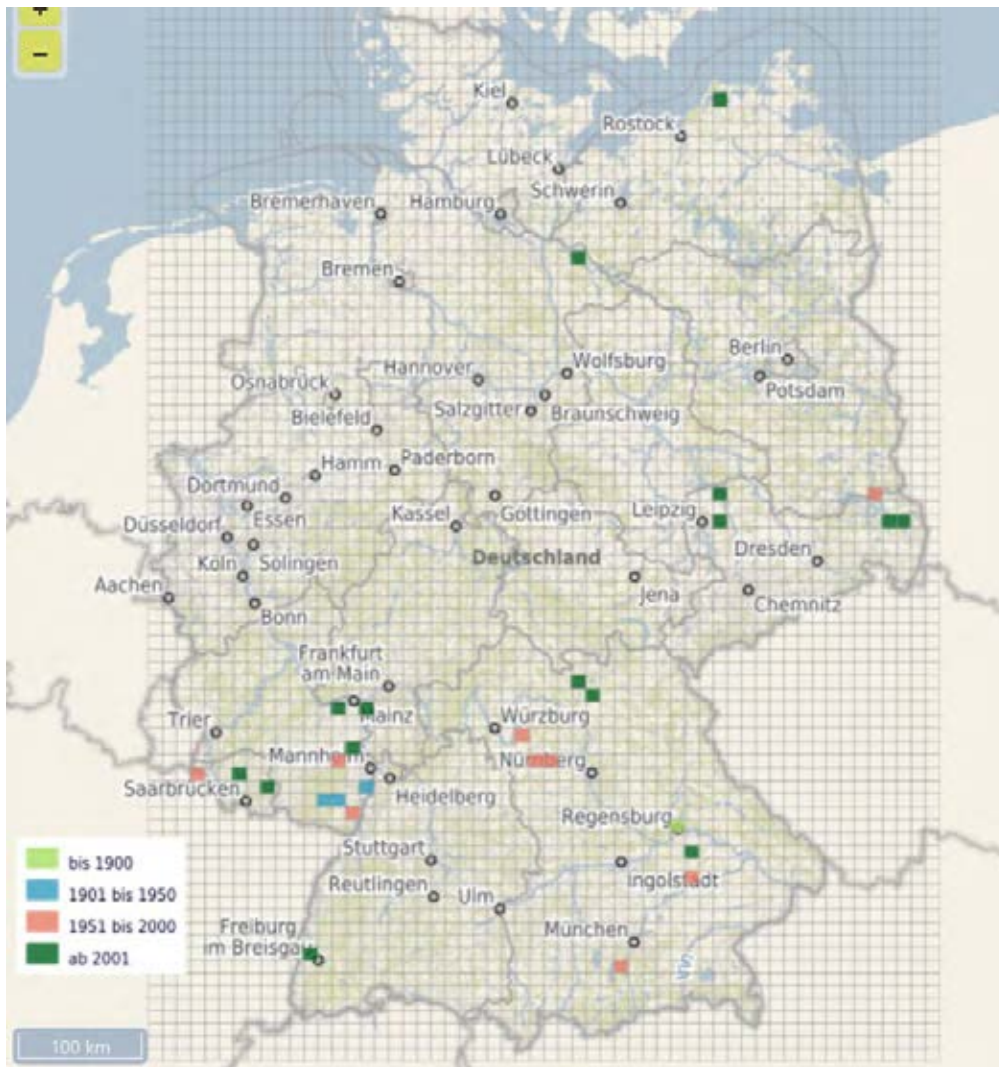 +
−
Kiel
Rostock
Lübeck
Schwerin
Bremerhaven
Hamburg
Bremen
Berlin
Wolfsburg
Hannover
Potsdam
Osnabrück
Salzgitter
Braunschweig
Bielefeld
Hamm
Paderborn
Dortmund
Essen
Göttingen
Leipzig
Düsseldorf
Kassel
Deutschland
Dresden
Köln
Solingen
Aachen
Jena
Chemnitz
Bonn
Frankfurt
am Main
Trier
Mainz
Würzburg
Mannheim
Nürnberg
Saarbrücken
Heidelberg
Regensburg
Stuttgart
Ingolstadt
Reutlingen
Ulm
Freiburg
im Breisgau
München
bis 1900
1901 bis 1950
1951 bis 2000
ab 2001
100 km